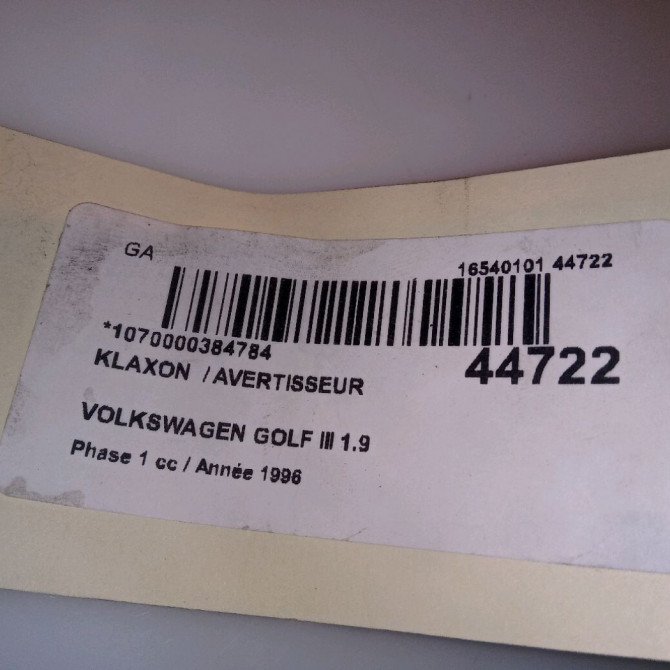 GA
16540101 44722
*1070000384784
44722
KLAXON / AVERTISSEUR
VOLKSWAGEN GOLF III 1.9
Phase 1 cc / Année 1996